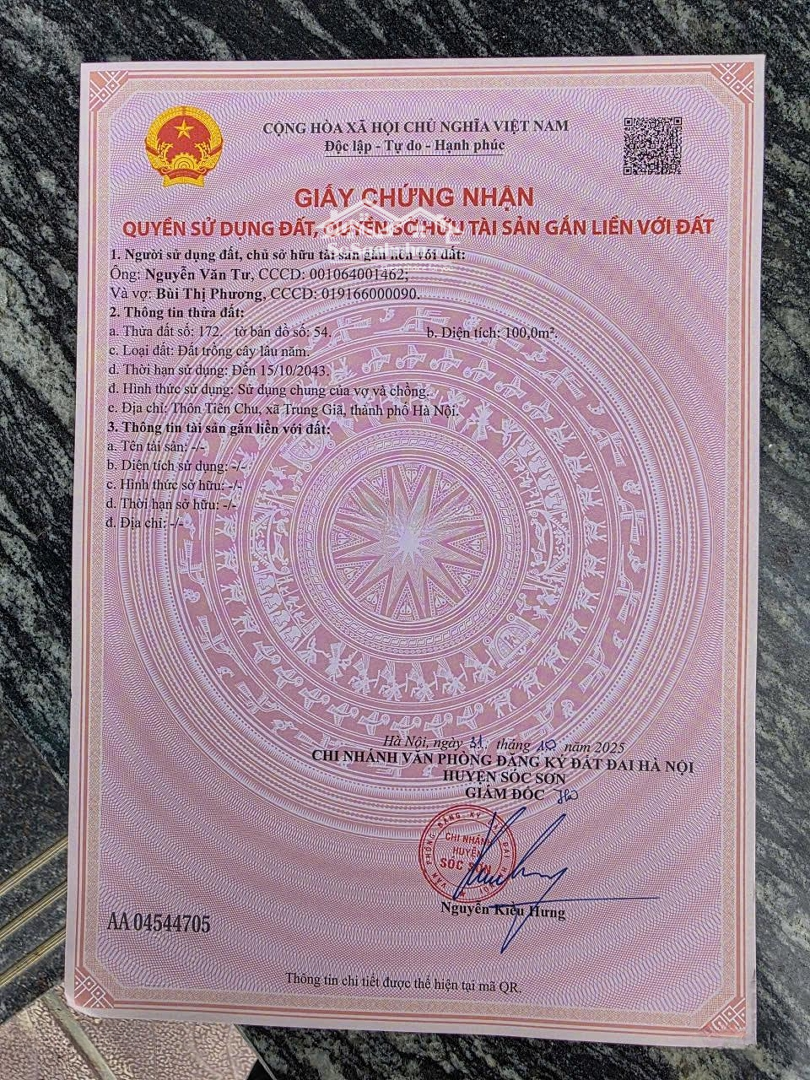 CỘNG HÒA XÃ HỘI CHỦ NGHĨA VIỆT NAM
Độc lập - Tự do - Hạnh phúc
GIẤY CHỨNG NHẬN
QUYỀN SỬ DỤNG ĐẤT, QUYỀN SỞ HỮU TÀI SẢN GẮN LIỀN VỚI ĐẤT
1. Người sử dụng đất, chủ sở hữu tài sản gắn liền với đất:
Ông: Nguyễn Văn Tư, CCCD: 001064001462;
Và vợ: Bùi Thị Phương, CCCD: 019166000090.
2. Thông tin thửa đất:
a. Thửa đất số: 172. tờ bản đồ số: 54. b. Diện tích: 100,0m².
c. Loại đất: Đất trồng cây lâu năm.
d. Thời hạn sử dụng: Đến 15/10/2043.
đ. Hình thức sử dụng: Sử dụng chung của vợ và chồng.
e. Địa chỉ: Thôn Tiên Chu, xã Trung Giã, thành phố Hà Nội.
3. Thông tin tài sản gắn liền với đất:
a. Tên tài sản: -/-
b. Diện tích sử dụng: -/-
c. Hình thức sở hữu: -/-
d. Thời hạn sở hữu: -/-
đ. Địa chỉ: -/-
Hà Nội, ngày 31. tháng 10 năm 2025
CHI NHÁNH VĂN PHÒNG ĐĂNG KÝ ĐẤT ĐAI HÀ NỘI
HUYỆN SÓC SƠN
GIÁM ĐỐC
CHI NHÁNH
HUYỆN
SÓC SƠN
Nguyễn Kiều Hưng
AA 04544705
Thông tin chi tiết được thể hiện tại mã QR.